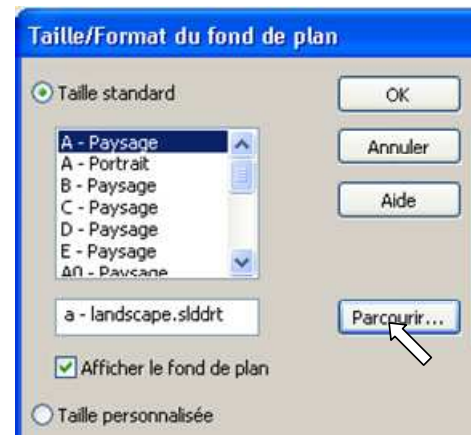 Taille/Format du fond de plan
Taille standard
OK
A - Paysage
A - Portrait
B - Paysage
C - Paysage
D - Paysage
E - Paysage
A0 - Paysage
Annuler
Aide
a - landscape.slddrt
Parcourir...
Afficher le fond de plan
Taille personnalisée